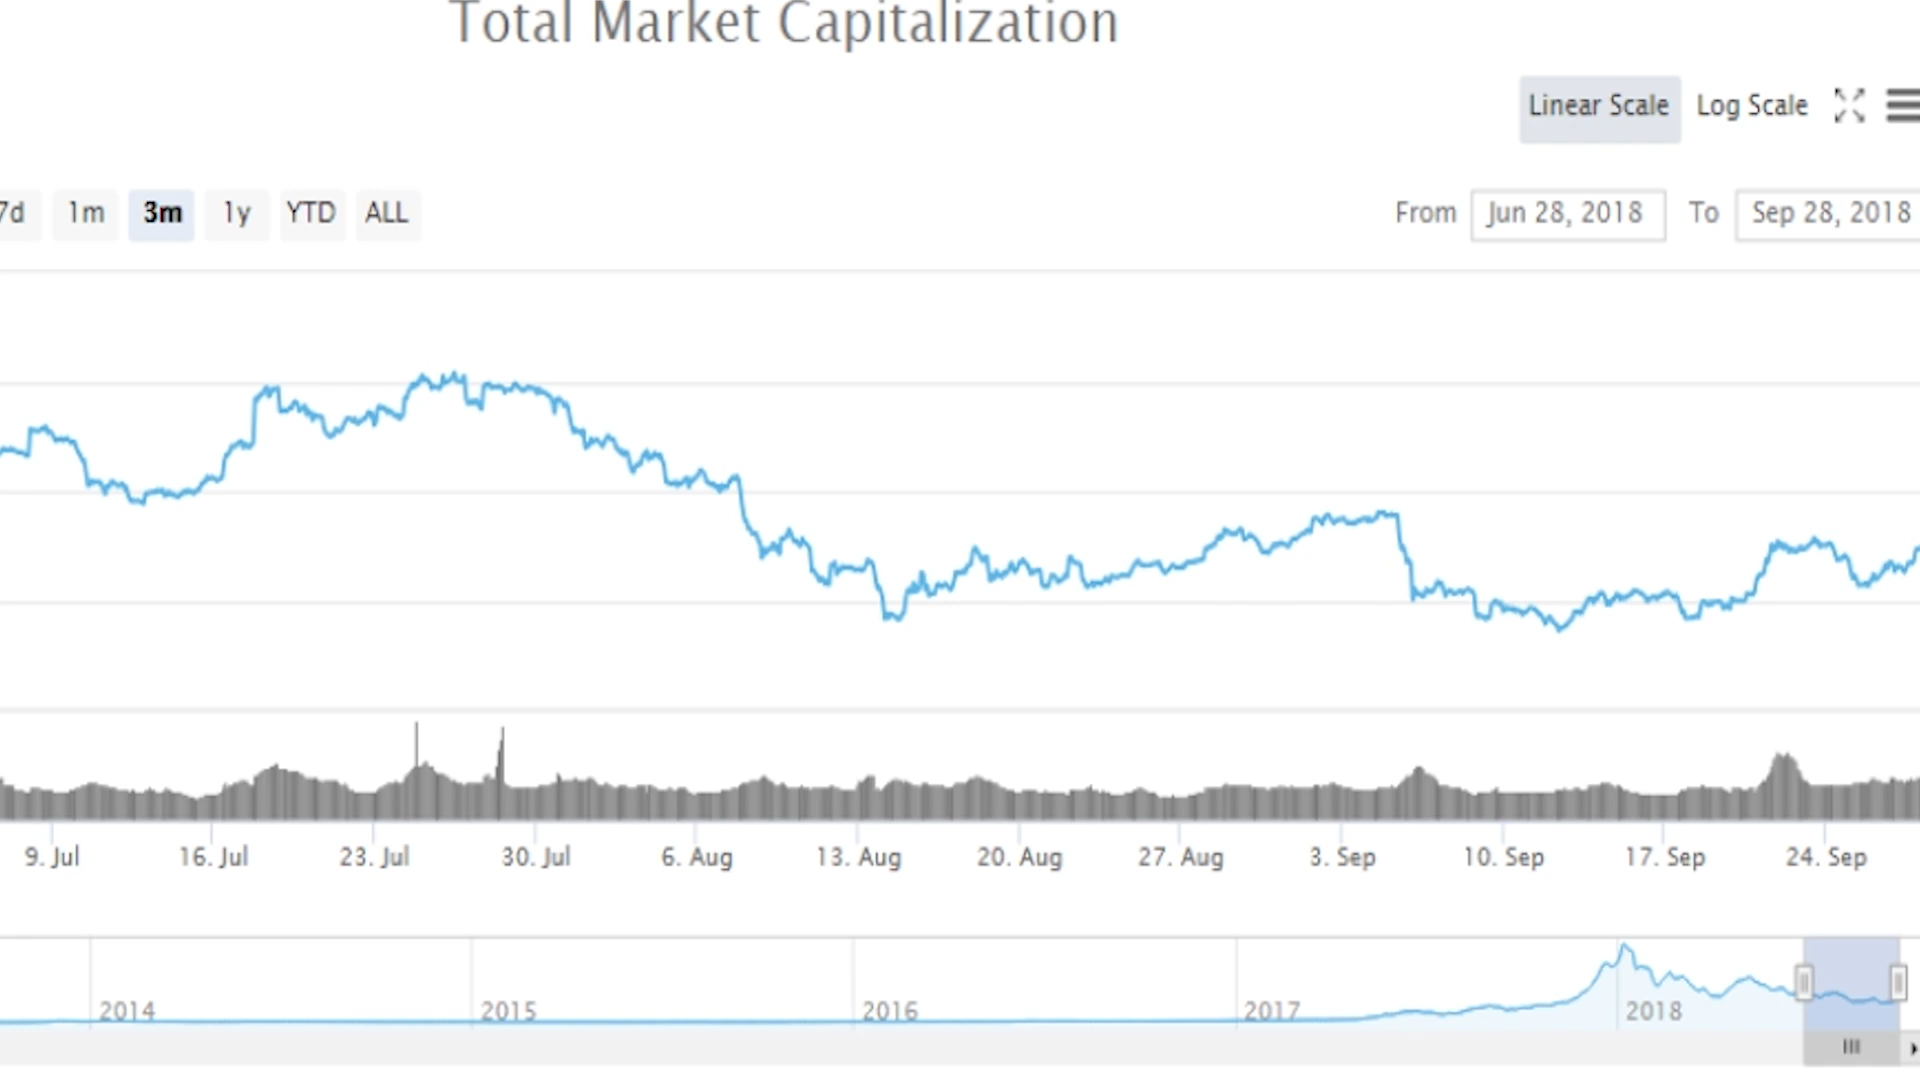 Total Market Capitalization
Linear Scale Log Scale
7d 1m 3m 1y YTD ALL From Jun 28, 2018 To Sep 28, 2018
9. Jul 16. Jul 23. Jul 30. Jul 6. Aug 13. Aug 20. Aug 27. Aug 3. Sep 10. Sep 17. Sep 24. Sep
2014 2015 2016 2017 2018